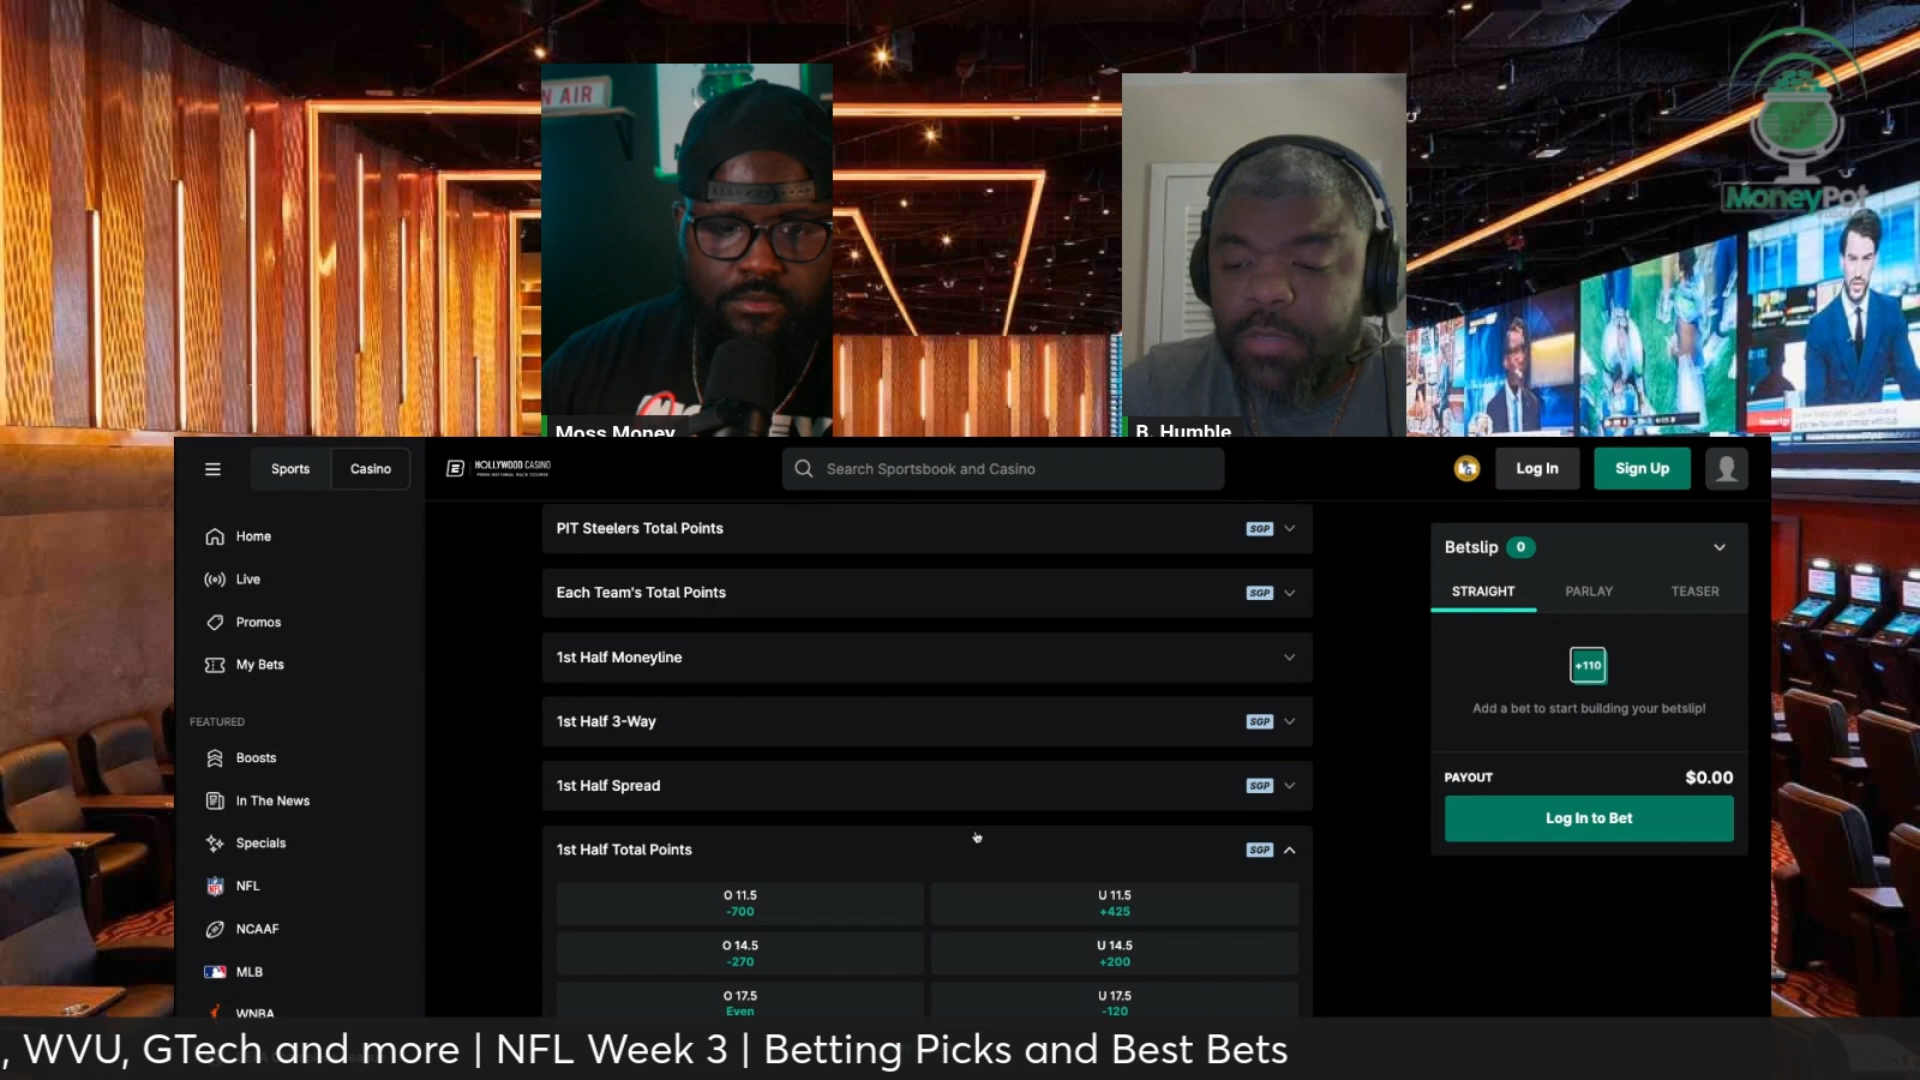 N AIR
MoneyPot
Moss Money
B. Humble
Sports
Casino
HOLLYWOOD CASINO
Search Sportsbook and Casino
Log In
Sign Up
Home
Live
Promos
My Bets
FEATURED
Boosts
In The News
Specials
NFL
NCAAF
MLB
WNBA
PIT Steelers Total Points
SGP
Each Team's Total Points
SGP
1st Half Moneyline
1st Half 3-Way
SGP
1st Half Spread
SGP
1st Half Total Points
SGP
O 11.5
-700
U 11.5
+425
O 14.5
-270
U 14.5
+200
O 17.5
Even
U 17.5
-120
Betslip 0
STRAIGHT
PARLAY
TEASER
+110
Add a bet to start building your betslip!
PAYOUT
$0.00
Log In to Bet
, WVU, GTech and more | NFL Week 3 | Betting Picks and Best Bets